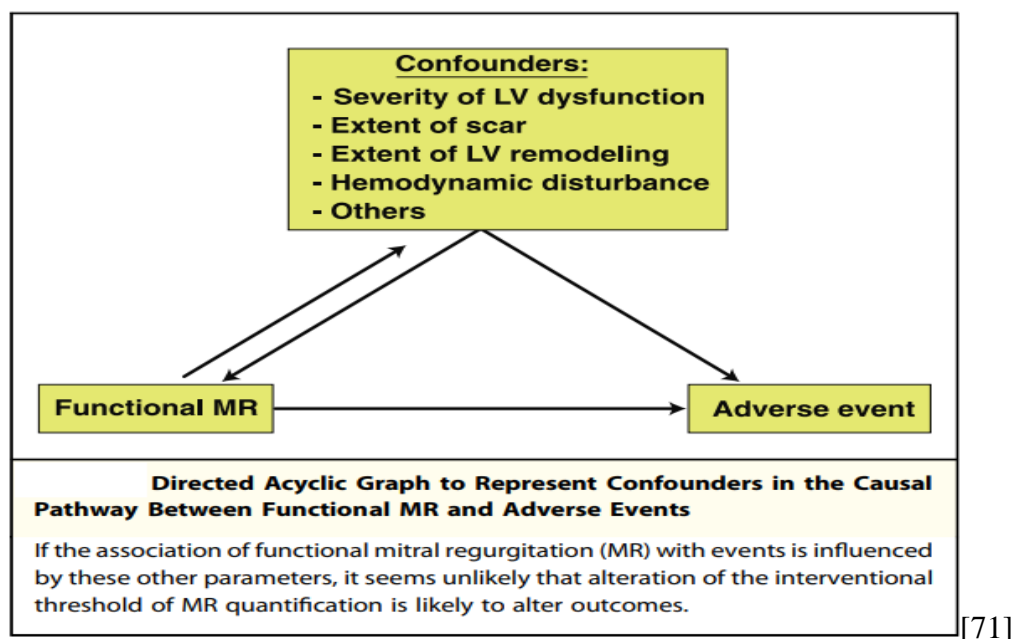 Confounders:
- Severity of LV dysfunction
- Extent of scar
- Extent of LV remodeling
- Hemodynamic disturbance
- Others
Functional MR
Adverse event
Directed Acyclic Graph to Represent Confounders in the Causal
Pathway Between Functional MR and Adverse Events
If the association of functional mitral regurgitation (MR) with events is influenced
by these other parameters, it seems unlikely that alteration of the interventional
threshold of MR quantification is likely to alter outcomes.
[71]